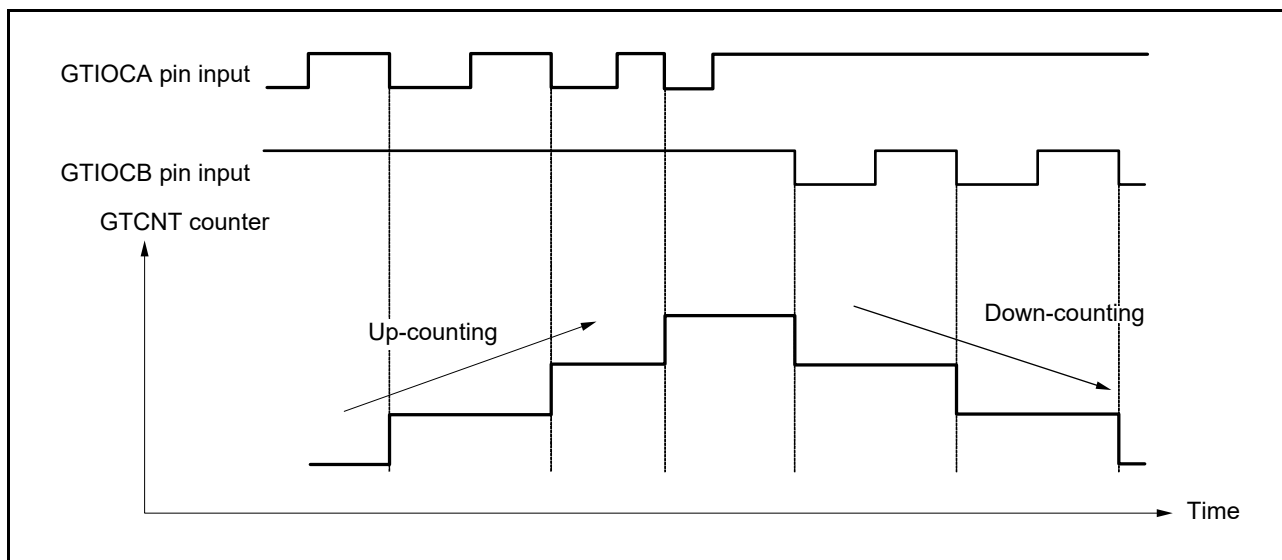 GTIOCA pin input
GTIOCB pin input
GTCNT counter
Up-counting
Down-counting
Time